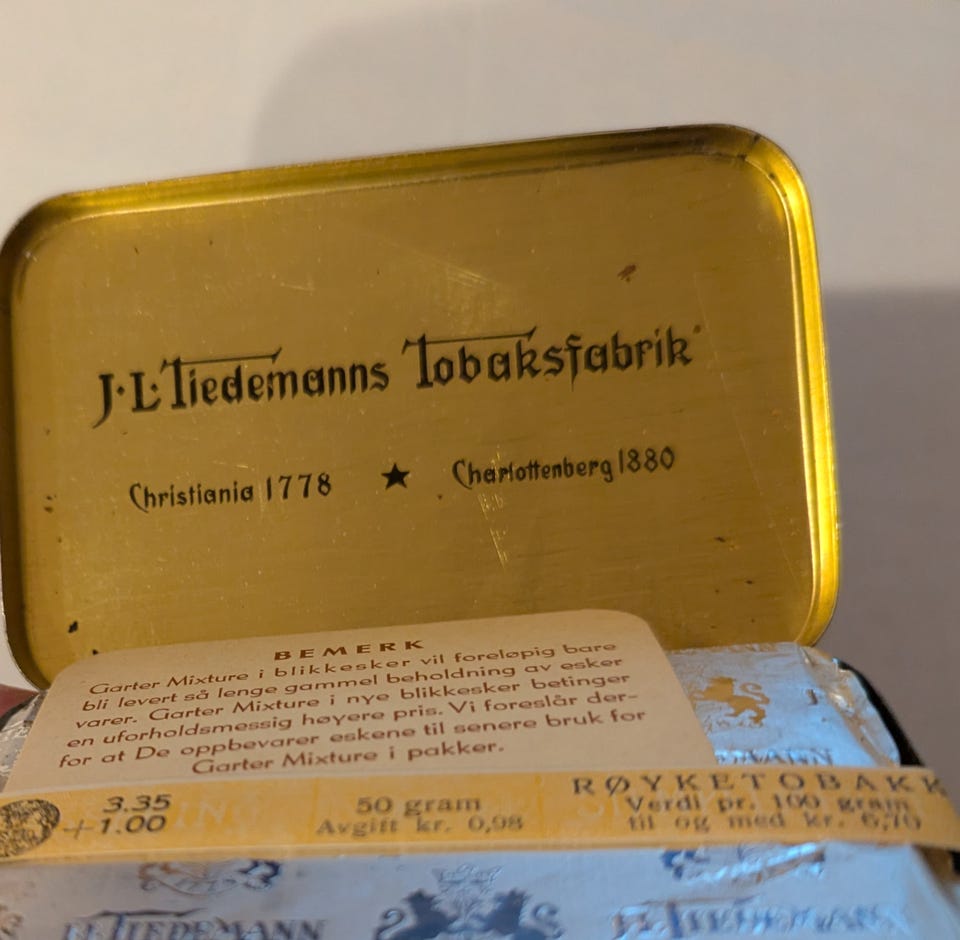 J·L·Tiedemanns Tobaksfabrik
Christiania 1778 ★ Charlottenberg 1880
BEMERK
Garter Mixture i blikkesker vil foreløpig bare
bli levert så lenge gammel beholdning av esker
varer. Garter Mixture i nye blikkesker betinger
en uforholdsmessig høyere pris. Vi foreslår der-
for at De oppbevarer eskene til senere bruk for
Garter Mixture i pakker.
3.35
+1.00
50 gram
Avgift kr. 0,98
RØYKETOBAKK
Verdi pr. 100 gram
til og med kr. 6,70
J.L. TIEDEMANN
J.L. TIEDEMANN